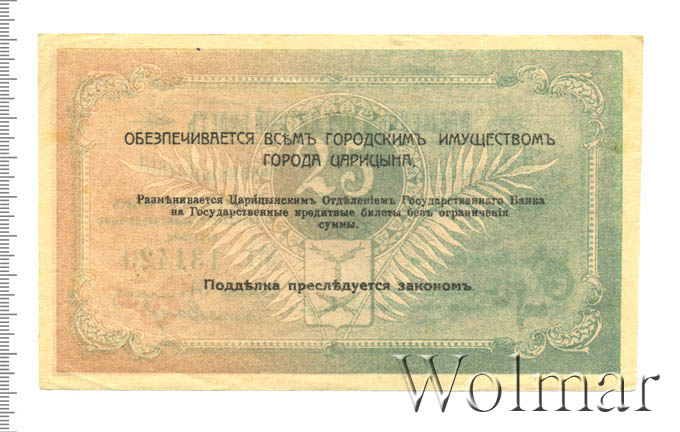 ОБЕЗПЕЧИВАЕТСЯ ВСѢМЪ ГОРОДСКИМЪ ИМУЩЕСТВОМЪ
ГОРОДА ЦАРИЦЫНА.
25
Размѣнивается Царицынскимъ Отдѣленіемъ Государственнаго Банка
на Государственные кредитные билеты безъ ограниченія
суммы.
Поддѣлка преслѣдуется закономъ.
Wolmar